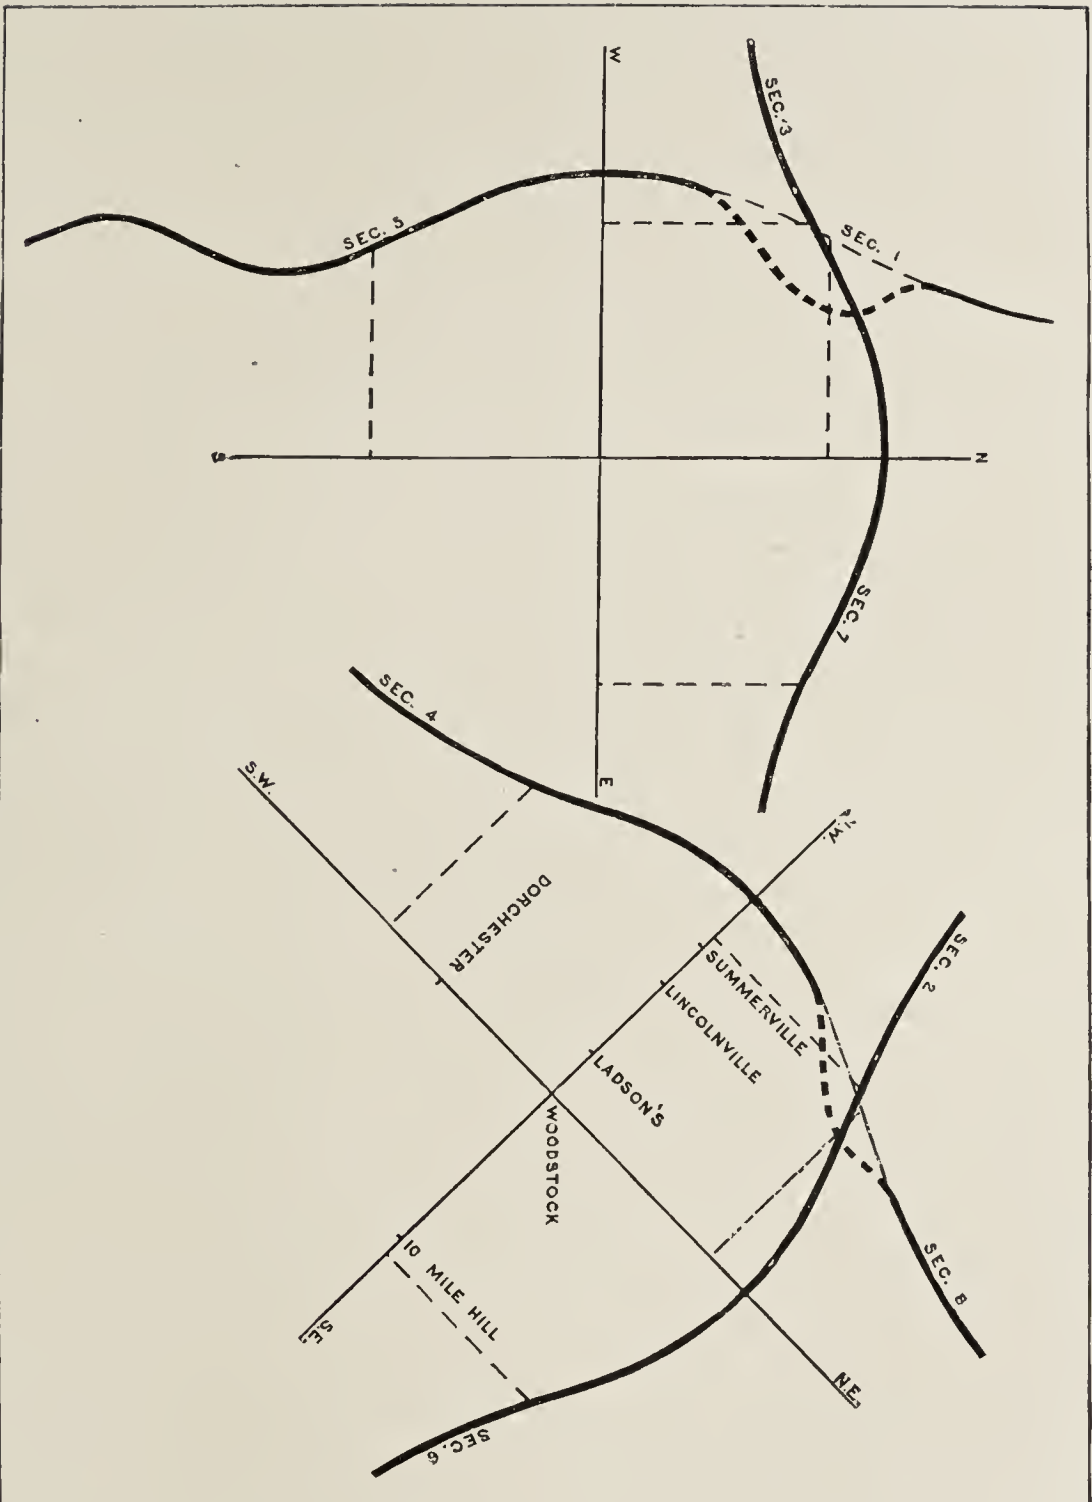 W
SEC. 3
SEC. 5
SEC. 1
S
N
SEC. 7
E
SEC. 4
S.W.
N.W.
DORCHESTER
SUMMERVILLE
LINCOLNVILLE
LADSON'S
WOODSTOCK
SEC. 2
10 MILE HILL
S.E.
SEC. 8
N.E.
SEC. 6